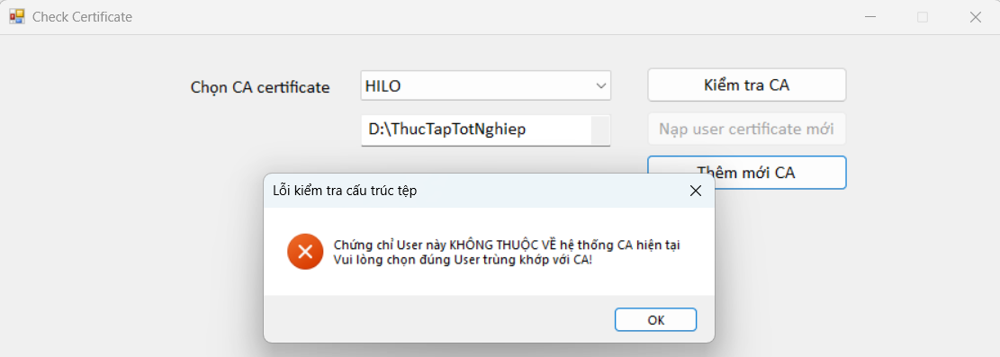 Check Certificate
Chọn CA certificate
HILO
Kiểm tra CA
D:\ThucTapTotNghiep
Nạp user certificate mới
Thêm mới CA
Lỗi kiểm tra cấu trúc tệp
Chứng chỉ User này KHÔNG THUỘC VỀ hệ thống CA hiện tại
Vui lòng chọn đúng User trùng khớp với CA!
OK